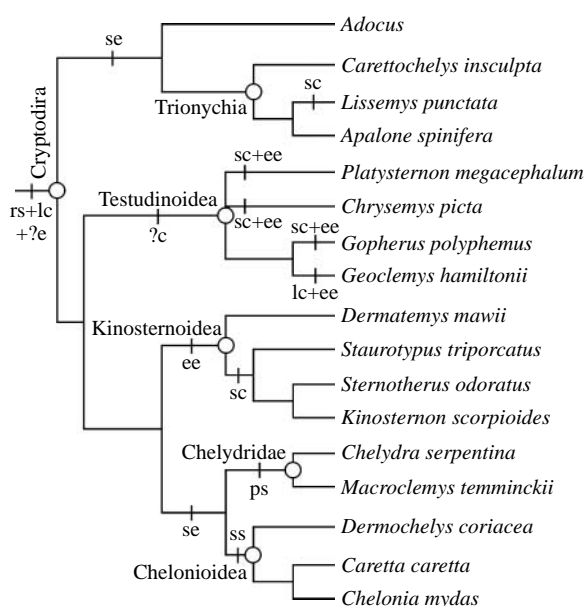 Adocus
se
Carettochelys insculpta
Cryptodira
sc
Trionychia
Lissemys punctata
Apalone spinifera
sc+ee
Platysternon megacephalum
rs+lc
+?e
Testudinoidea
?c
Chrysemys picta
sc+ee
sc+ee
Gopherus polyphemus
Geoclemys hamiltonii
lc+ee
Dermatemys mawii
Kinosternoidea
ee
Staurotypus triporcatus
sc
Sternotherus odoratus
Kinosternon scorpioides
Chelydridae
Chelydra serpentina
ps
Macroclemys temminckii
se
ss
Dermochelys coriacea
Chelonioidea
Caretta caretta
Chelonia mydas